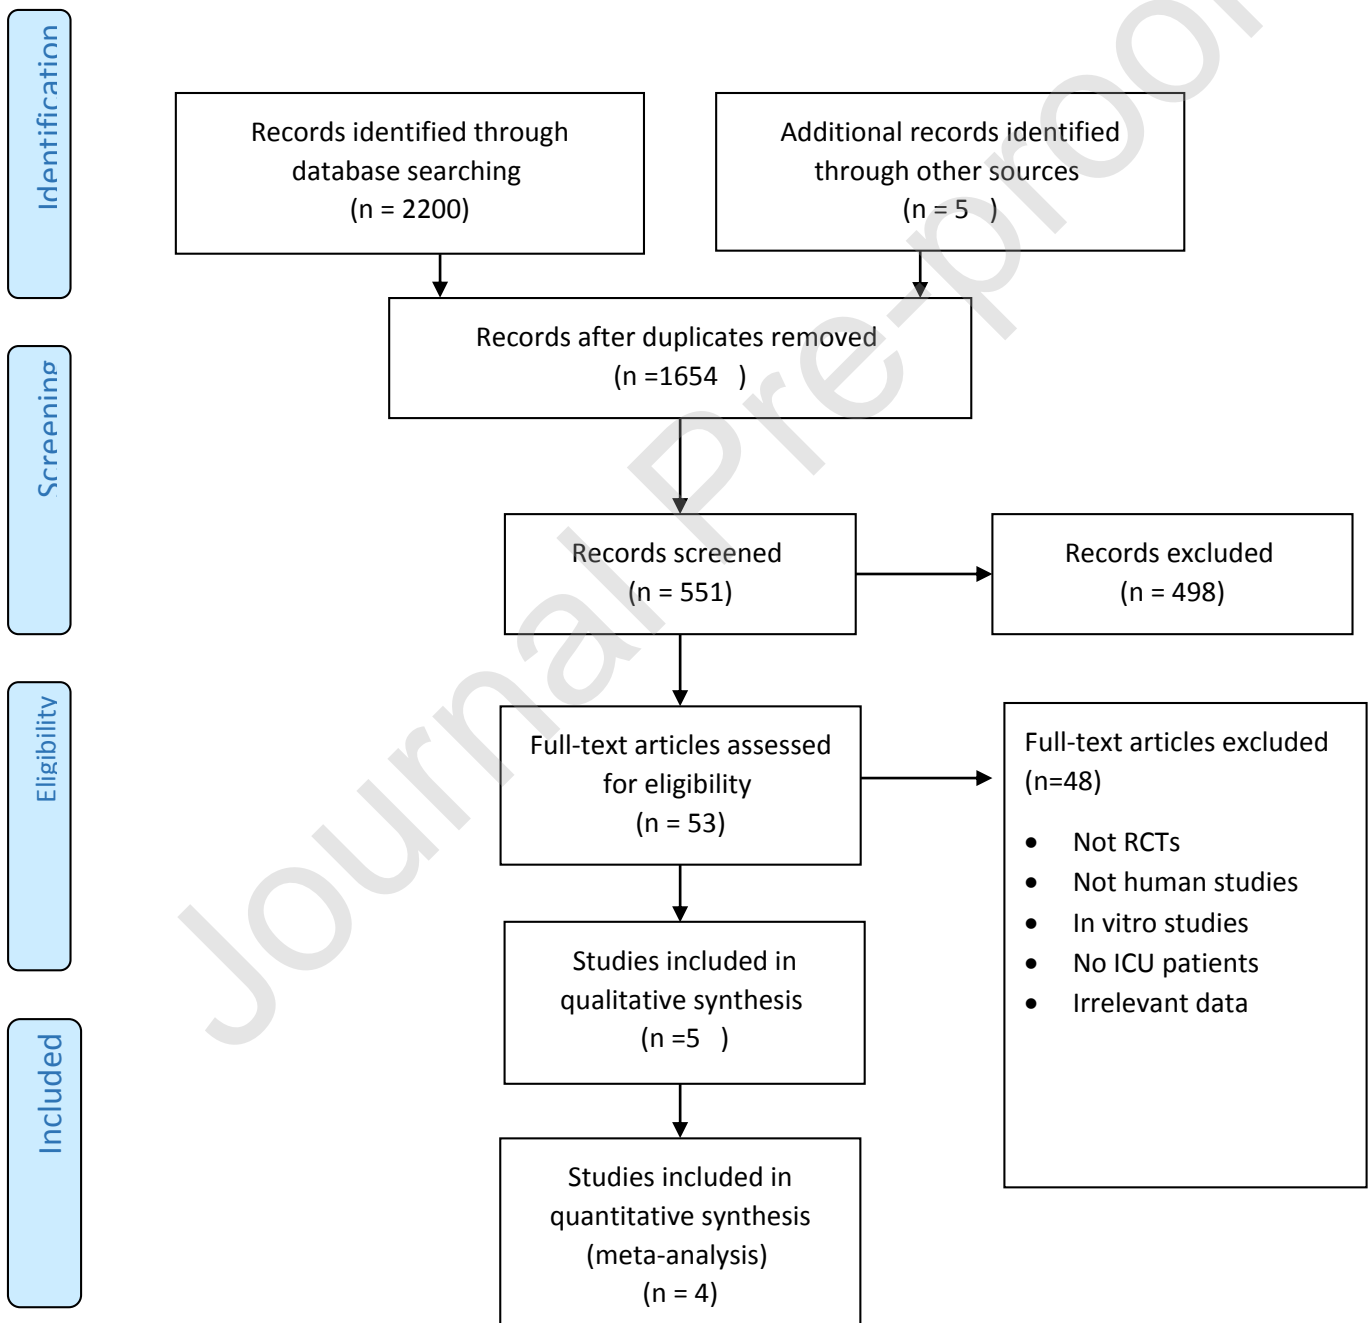 Identification
Records identified through
database searching
(n = 2200)
Additional records identified
through other sources
(n = 5   )
Records after duplicates removed
(n =1654   )
Screening
Records screened
(n = 551)
Records excluded
(n = 498)
Eligibility
Full-text articles assessed
for eligibility
(n = 53)
Full-text articles excluded
(n=48)
• Not RCTs
• Not human studies
• In vitro studies
• No ICU patients
• Irrelevant data
Studies included in
qualitative synthesis
(n =5   )
Included
Studies included in
quantitative synthesis
(meta-analysis)
(n = 4)
Journal Pre-proof